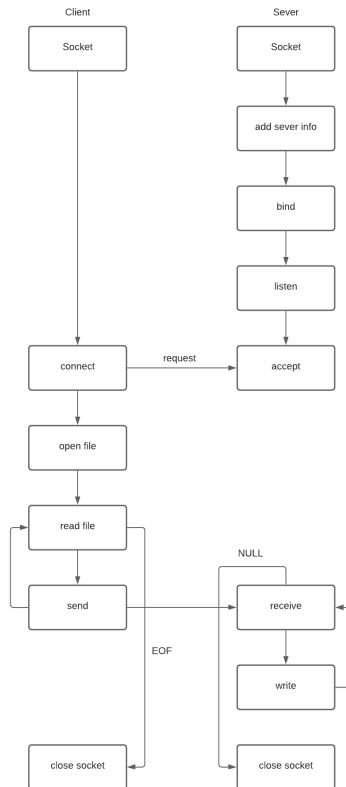 Client Sever
Socket Socket
add sever info
bind
listen
connect request accept
open file
read file
NULL
send receive
EOF
write
close socket close socket